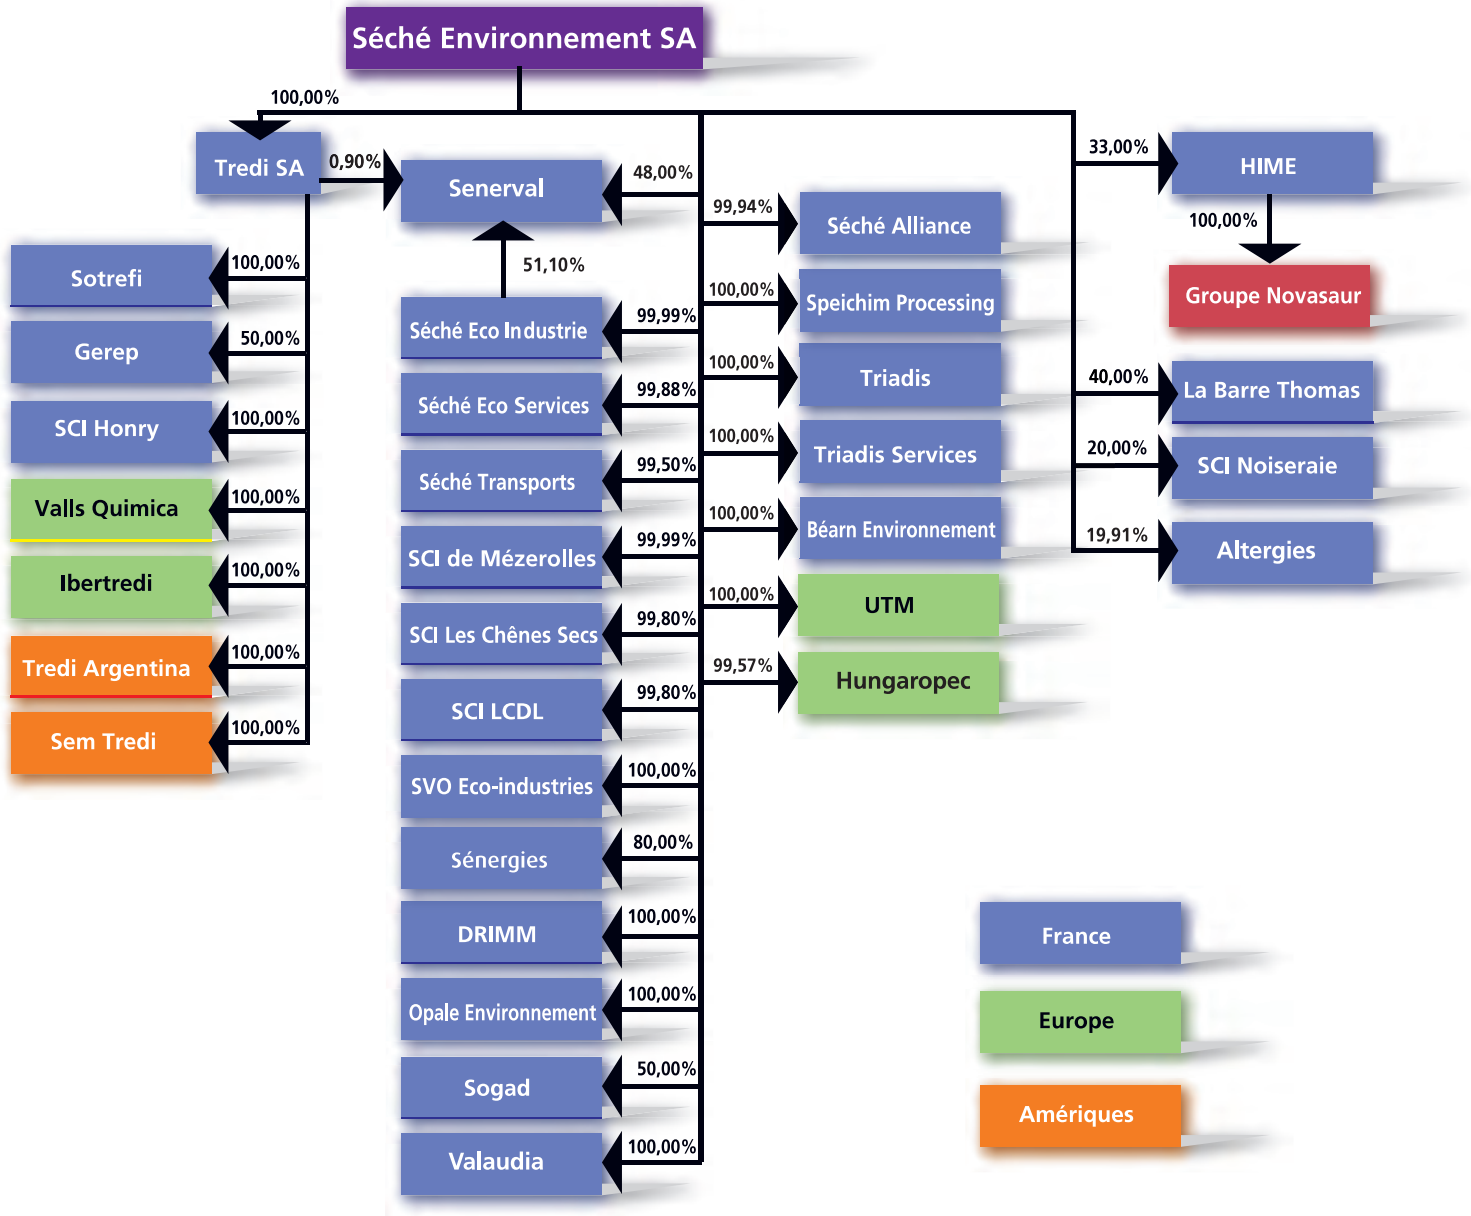 Séché Environnement SA
100,00%
Tredi SA
0,90%
Senerval
48,00%
51,10%
Sotrefi
100,00%
Gerep
50,00%
SCI Honry
100,00%
Valls Quimica
100,00%
Ibertredi
100,00%
Tredi Argentina
100,00%
Sem Tredi
100,00%
Séché Eco Industrie
99,99%
Séché Eco Services
99,88%
Séché Transports
99,50%
SCI de Mézerolles
99,99%
SCI Les Chênes Secs
99,80%
SCI LCDL
99,80%
SVO Eco-industries
100,00%
Sénergies
80,00%
DRIMM
100,00%
Opale Environnement
100,00%
Sogad
50,00%
Valaudia
100,00%
99,94%
Séché Alliance
100,00%
Speichim Processing
100,00%
Triadis
100,00%
Triadis Services
100,00%
Béarn Environnement
100,00%
UTM
99,57%
Hungaropec
33,00%
HIME
100,00%
Groupe Novasaur
40,00%
La Barre Thomas
20,00%
SCI Noiseraie
19,91%
Altergies
France
Europe
Amériques